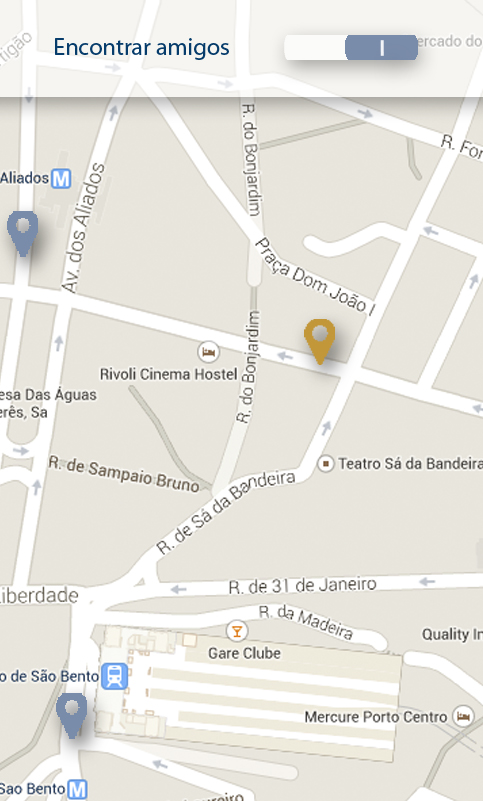 Encontrar amigos
ercado do
R. For
R. do Bonjardim
Aliados M
Av. dos Aliados
Praça Dom João I
R. do Bonjardim
Rivoli Cinema Hostel
esa Das Águas
erês, Sa
Teatro Sá da Bandeira
R. de Sampaio Bruno
R. de Sá da Bandeira
R. de 31 de Janeiro
Liberdade
R. da Madeira
Quality In
Gare Clube
o de São Bento
Mercure Porto Centro
Sao Bento M